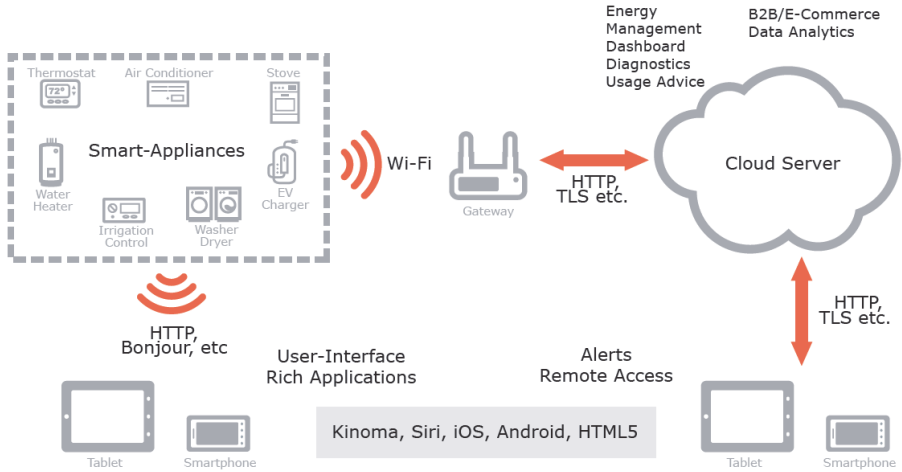 Energy
Management
Dashboard
Diagnostics
Usage Advice
B2B/E-Commerce
Data Analytics
Thermostat
Air Conditioner
Stove
72°
Smart-Appliances
Water
Heater
Irrigation
Control
Washer
Dryer
EV
Charger
Wi-Fi
Gateway
HTTP,
TLS etc.
Cloud Server
HTTP,
Bonjour, etc
HTTP,
TLS etc.
User-Interface
Rich Applications
Alerts
Remote Access
Kinoma, Siri, iOS, Android, HTML5
Tablet
Smartphone
Tablet
Smartphone